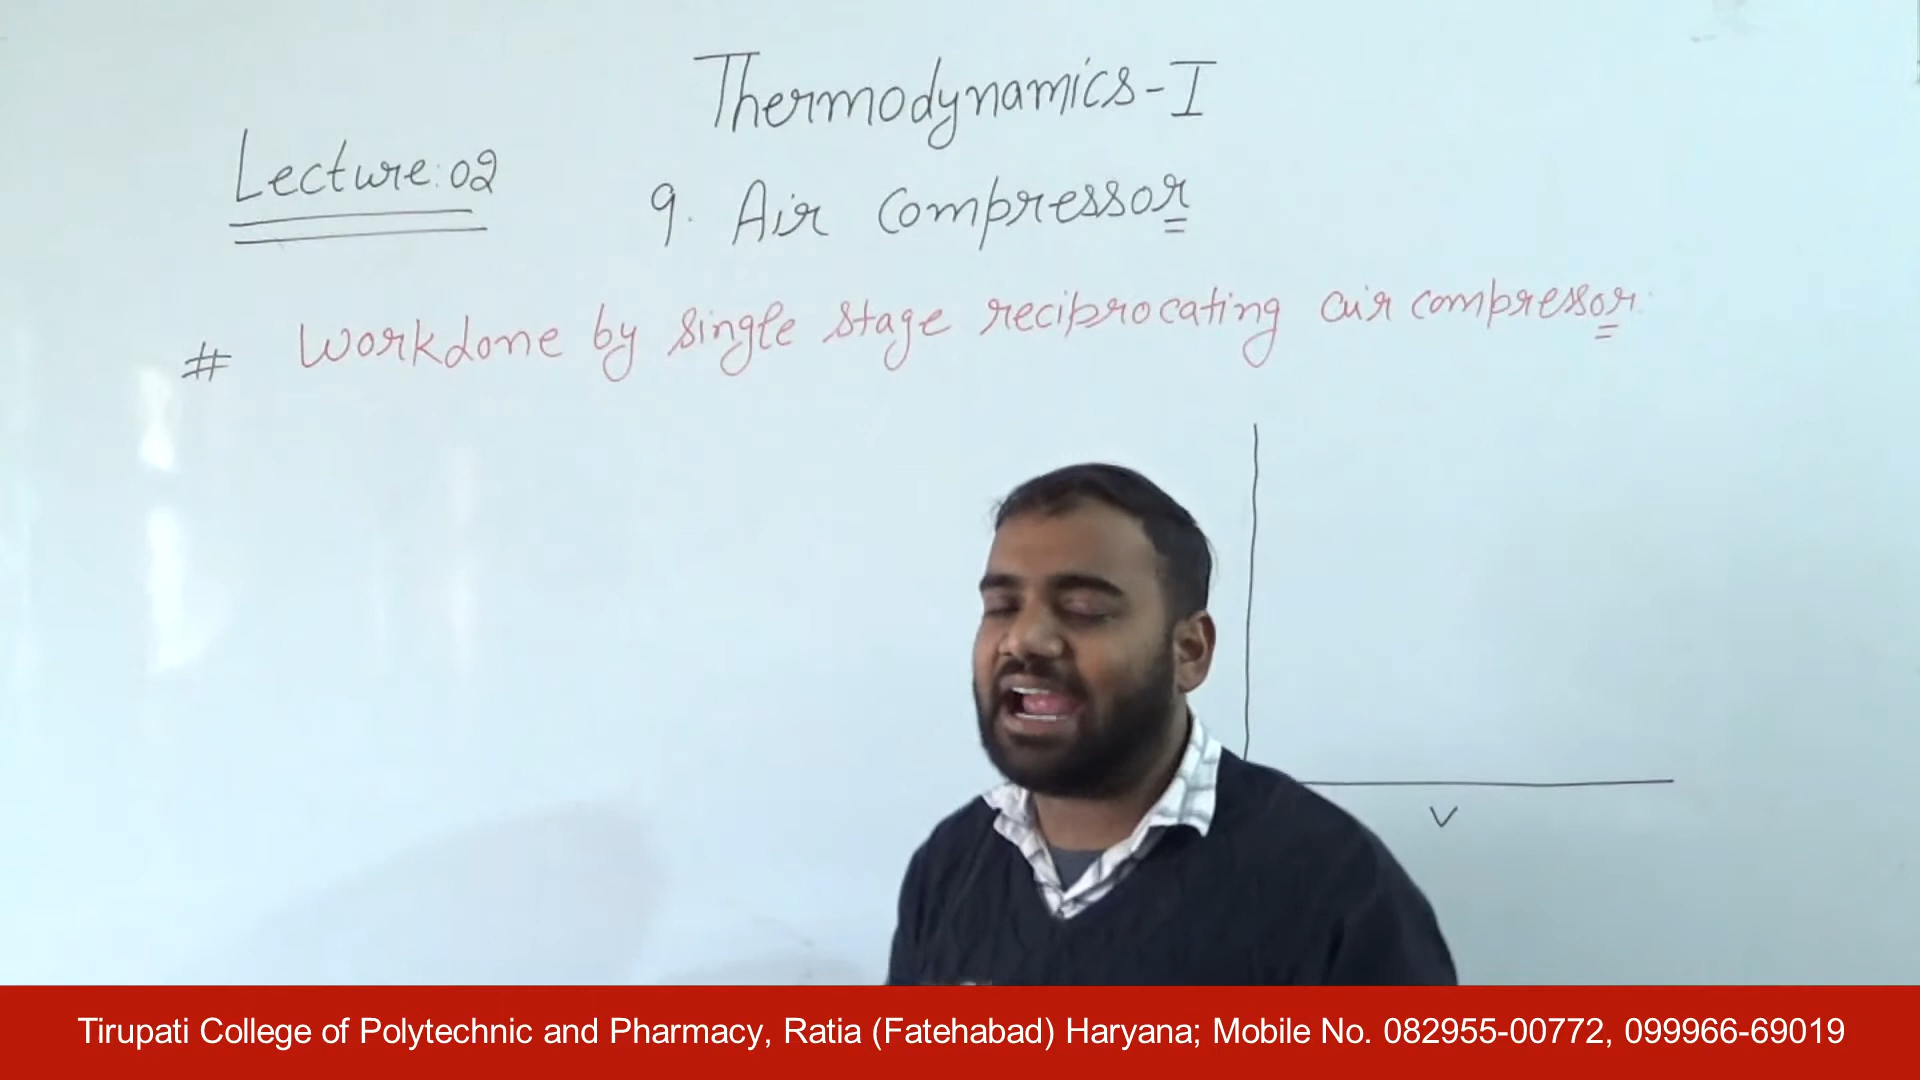 Thermodynamics-I
Lecture:02
9. Air Compressor
# Workdone by single stage reciprocating air compressor.
V
Tirupati College of Polytechnic and Pharmacy, Ratia (Fatehabad) Haryana; Mobile No. 082955-00772, 099966-69019